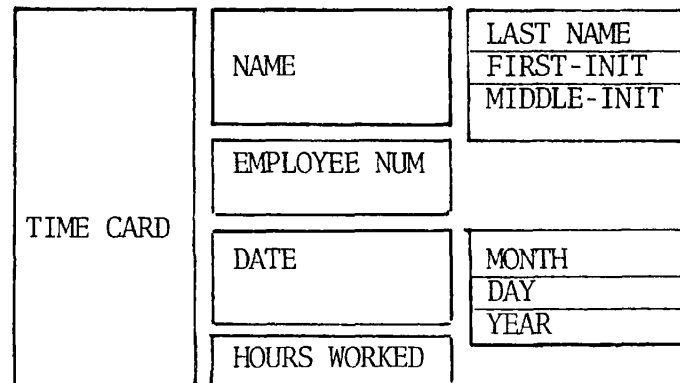 TIME CARD
NAME
LAST NAME
FIRST-INIT
MIDDLE-INIT
EMPLOYEE NUM
DATE
MONTH
DAY
YEAR
HOURS WORKED